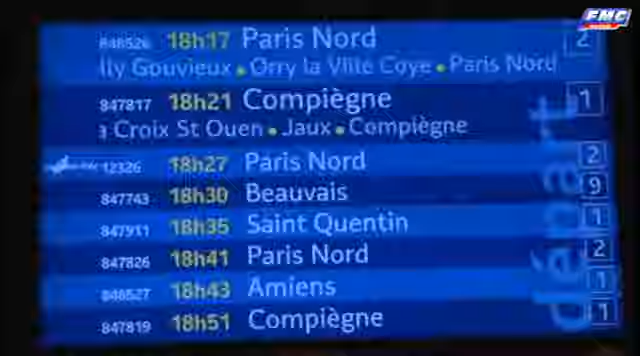 FMC
848526 18h17 Paris Nord 2
lly Gouvieux • Orry la Ville Coye • Paris Nord
847817 18h21 Compiègne 1
Croix St Ouen • Jaux • Compiègne
12326 18h27 Paris Nord 2
847743 18h30 Beauvais 9
847911 18h35 Saint Quentin 1
847826 18h41 Paris Nord 2
848527 18h43 Amiens 1
847819 18h51 Compiègne 1
départ